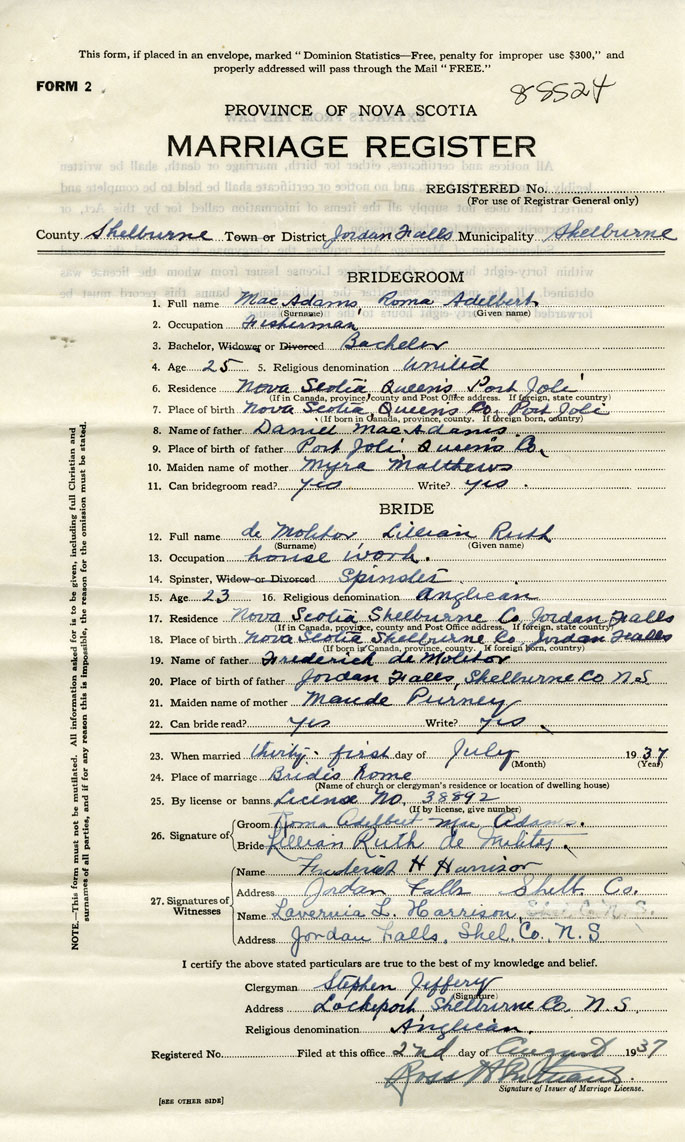 This form, if placed in an envelope, marked "Dominion Statistics—Free, penalty for improper use $300," and
properly addressed will pass through the Mail "FREE."
FORM 2
88524
PROVINCE OF NOVA SCOTIA
MARRIAGE REGISTER
REGISTERED No.
(For use of Registrar General only)
County Shelburne Town or District Jordan Falls Municipality Shelburne
BRIDEGROOM
1. Full name Mac Adams, Roma Adelbert
(Surname) (Given name)
2. Occupation Fisherman
3. Bachelor, Widower or Divorced Bachelor
4. Age 25 5. Religious denomination United
6. Residence Nova Scotia Queen's Port Joli
(If in Canada, province, county and Post Office address. If foreign, state country)
7. Place of birth Nova Scotia, Queens Co, Port Joli
(If born in Canada, province, county. If foreign born, country)
8. Name of father Daniel MacAdams
9. Place of birth of father Port Joli Queen's Co.
10. Maiden name of mother Myra Matthews
11. Can bridegroom read? yes Write? yes.
BRIDE
12. Full name de Molitor Lillian Ruth
(Surname) (Given name)
13. Occupation house work.
14. Spinster, Widow or Divorced Spinster
15. Age 23 16. Religious denomination Anglican
17. Residence Nova Scotia Shelburne Co, Jordan Falls
(If in Canada, province, county and Post Office address. If foreign, state country)
18. Place of birth Nova Scotia Shelburne Co, Jordan Falls
(If born in Canada, province, county. If foreign born, country)
19. Name of father Frederick de Molitor
20. Place of birth of father Jordan Falls, Shelburne Co N.S
21. Maiden name of mother Maude Purney
22. Can bride read? yes Write? yes
23. When married thirty-first day of July 1937
(Month) (Year)
24. Place of marriage Brides Home
(Name of church or clergyman's residence or location of dwelling house)
25. By license or banns License No. 38892
(If by license, give number)
26. Signature of Groom Roma Adelbert Mac Adams.
Bride Lillian Ruth de Molitor
27. Signatures of Witnesses Name Frederick H Harrison
Address Jordan Falls Shelb. Co.
Name Lavernia L. Harrison, Shel. Co. N.S.
Address Jordan Falls, Shel. Co. N.S
I certify the above stated particulars are true to the best of my knowledge and belief.
Clergyman Stephen Jeffery
(Signature)
Address Lockeport Shelburne Co. N.S.
Religious denomination Anglican.
Registered No. Filed at this office 2nd day of August 1937
Signature of Issuer of Marriage License.
[SEE OTHER SIDE]
NOTE.—This form must not be mutilated. All information asked for is to be given, including full Christian and
surnames of all parties, and if for any reason this is impossible, the reason for the omission must be stated.